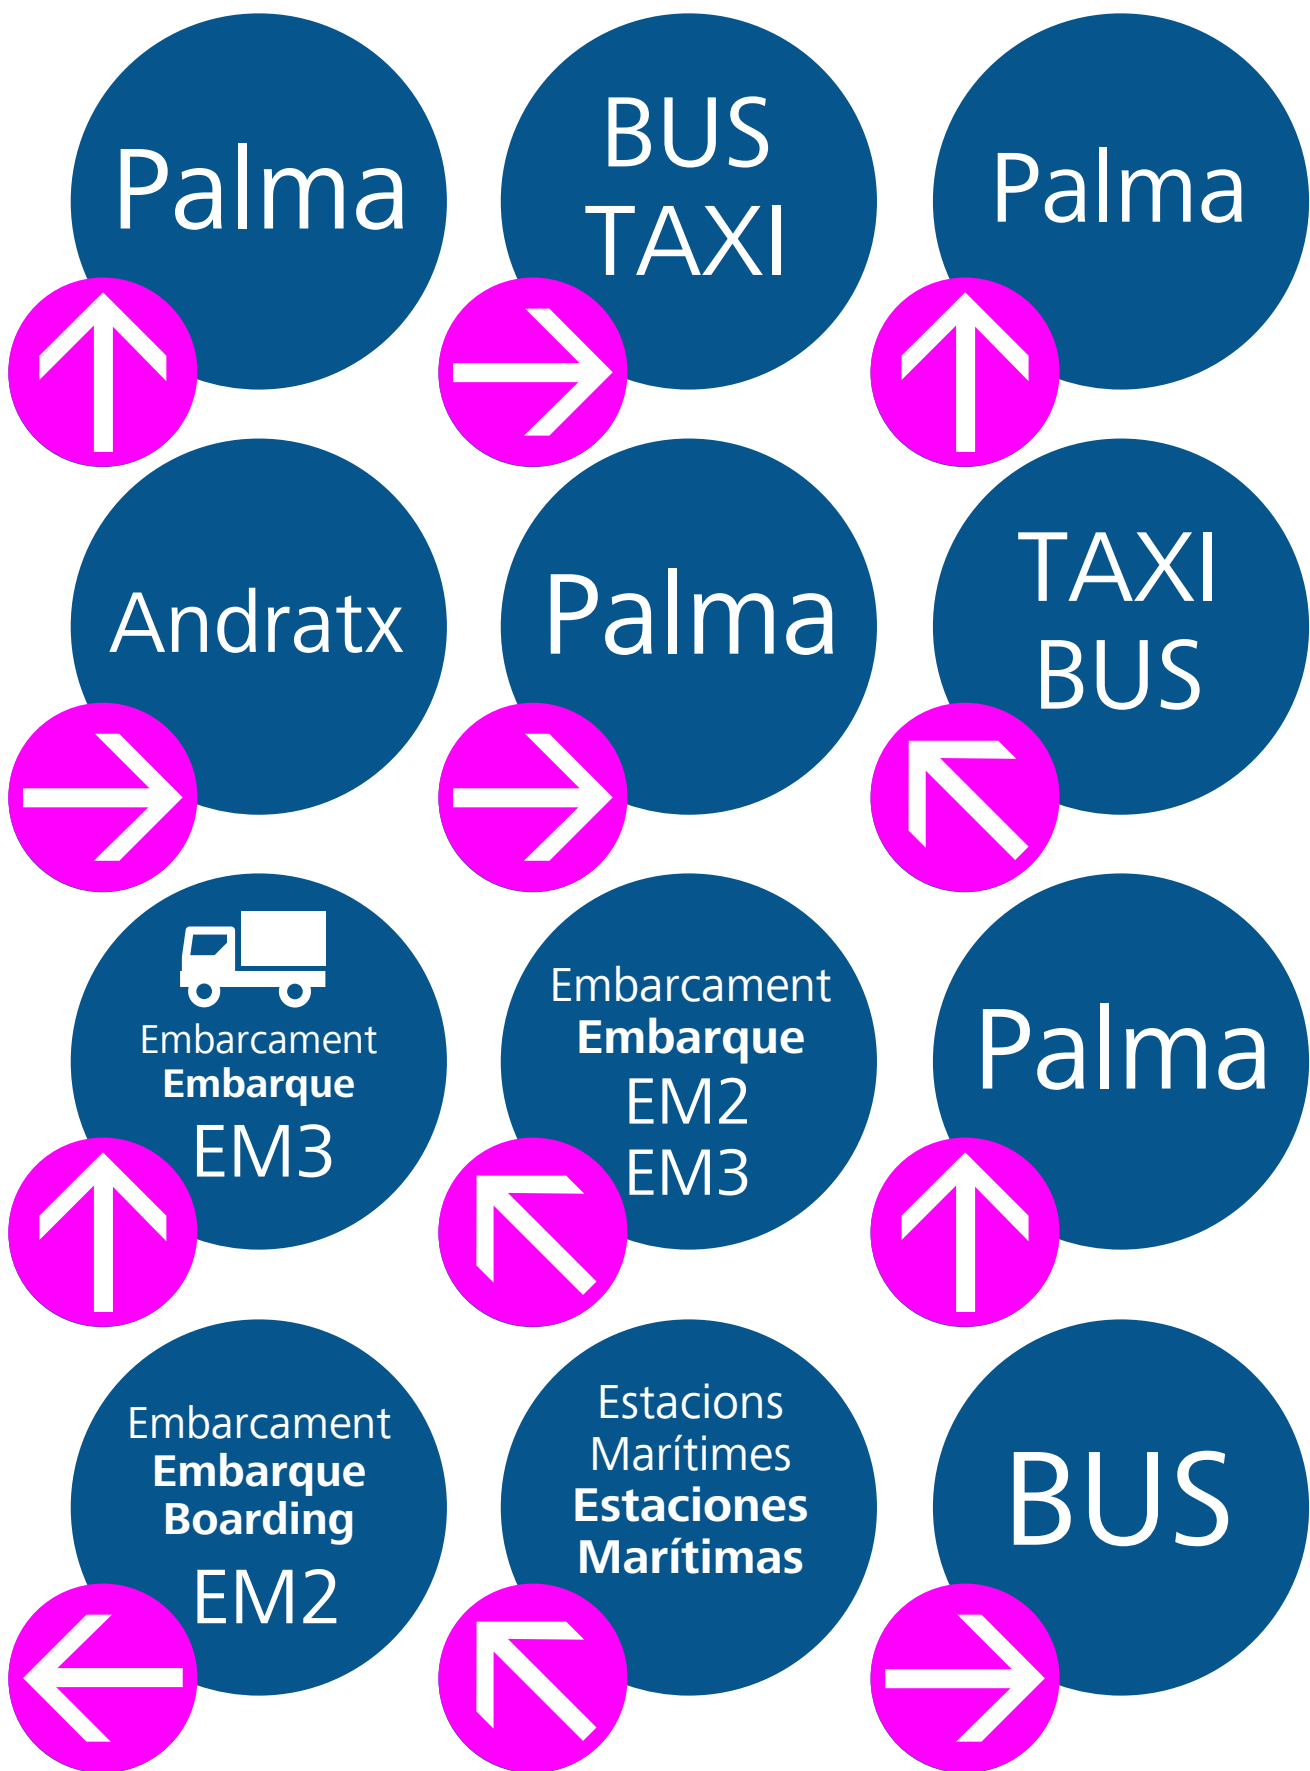 Palma
BUS
TAXI
Palma
Andratx
Palma
TAXI
BUS
Embarcament
Embarque
EM3
Embarcament
Embarque
EM2
EM3
Palma
Embarcament
Embarque
Boarding
EM2
Estacions
Marítimes
Estaciones
Marítimas
BUS